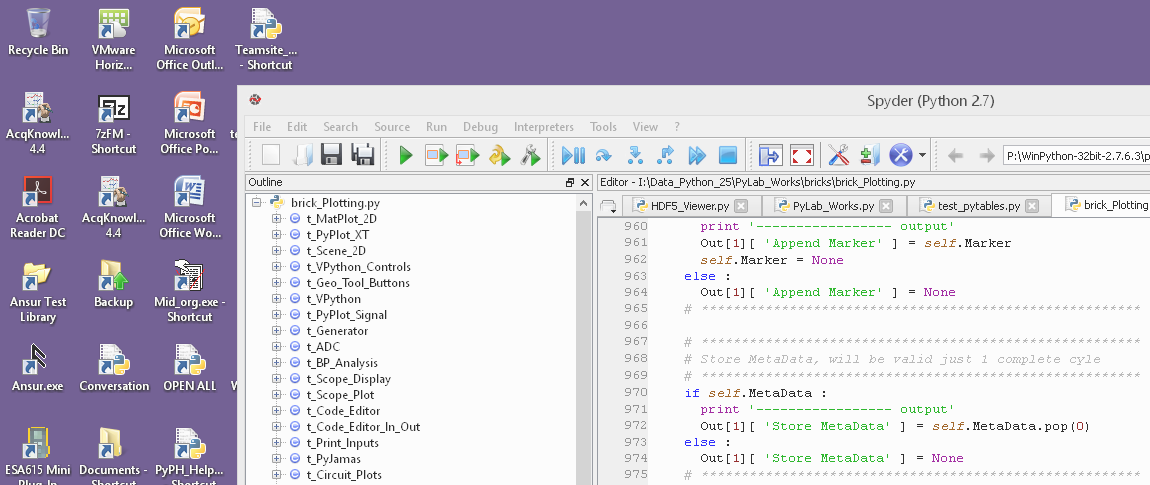 Recycle Bin
VMware
Horiz...
Microsoft
Office Outl...
Teamsite_...
- Shortcut
AcqKnowl...
4.4
7zFM -
Shortcut
Microsoft
Office Po...
Acrobat
Reader DC
AcqKnowl...
4.4
Microsoft
Office Wo...
Ansur Test
Library
Backup
Mid_org.exe -
Shortcut
Ansur.exe
Conversation
OPEN ALL
ESA615 Mini
Plug-In
Documents -
Shortcut
PyPH_Help...
Shortcut
Spyder (Python 2.7)
File Edit Search Source Run Debug Interpreters Tools View ?
P:\WinPython-32bit-2.7.6.3\p
Outline
brick_Plotting.py
t_MatPlot_2D
t_PyPlot_XT
t_Scene_2D
t_VPython_Controls
t_Geo_Tool_Buttons
t_VPython
t_PyPlot_Signal
t_Generator
t_ADC
t_BP_Analysis
t_Scope_Display
t_Scope_Plot
t_Code_Editor
t_Code_Editor_In_Out
t_Print_Inputs
t_PyJamas
t_Circuit_Plots
Editor - I:\Data_Python_25\PyLab_Works\bricks\brick_Plotting.py
HDF5_Viewer.py PyLab_Works.py test_pytables.py brick_Plotting
960 print '----------------- output'
961 Out[1][ 'Append Marker' ] = self.Marker
962 self.Marker = None
963 else :
964 Out[1][ 'Append Marker' ] = None
965 # *******************************************************
966
967 # *******************************************************
968 # Store MetaData, will be valid just 1 complete cyle
969 # *******************************************************
970 if self.MetaData :
971 print '----------------- output'
972 Out[1][ 'Store MetaData' ] = self.MetaData.pop(0)
973 else :
974 Out[1][ 'Store MetaData' ] = None
975 # *******************************************************